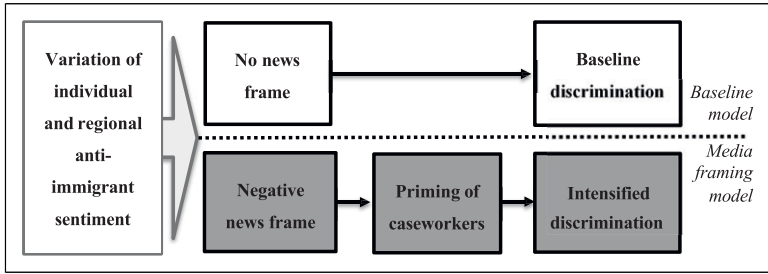 Variation of
individual
and regional
anti-
immigrant
sentiment
No news
frame
Baseline
discrimination
Baseline
model
Media
framing
model
Negative
news frame
Priming of
caseworkers
Intensified
discrimination